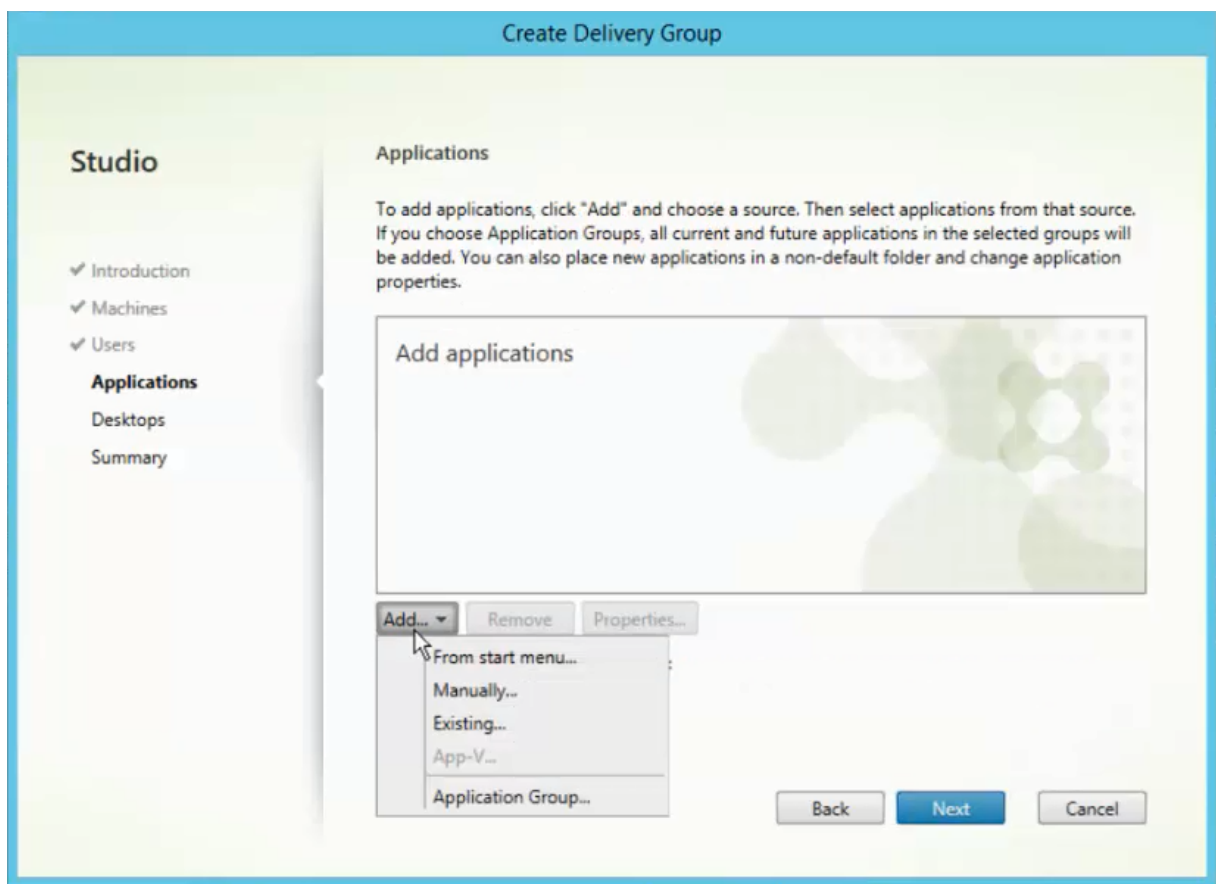 Create Delivery Group
Studio
Introduction
Machines
Users
Applications
Desktops
Summary
Applications
To add applications, click "Add" and choose a source. Then select applications from that source.
If you choose Application Groups, all current and future applications in the selected groups will
be added. You can also place new applications in a non-default folder and change application
properties.
Add applications
Add... Remove Properties...
From start menu...
Manually...
Existing...
App-V...
Application Group...
Back Next Cancel